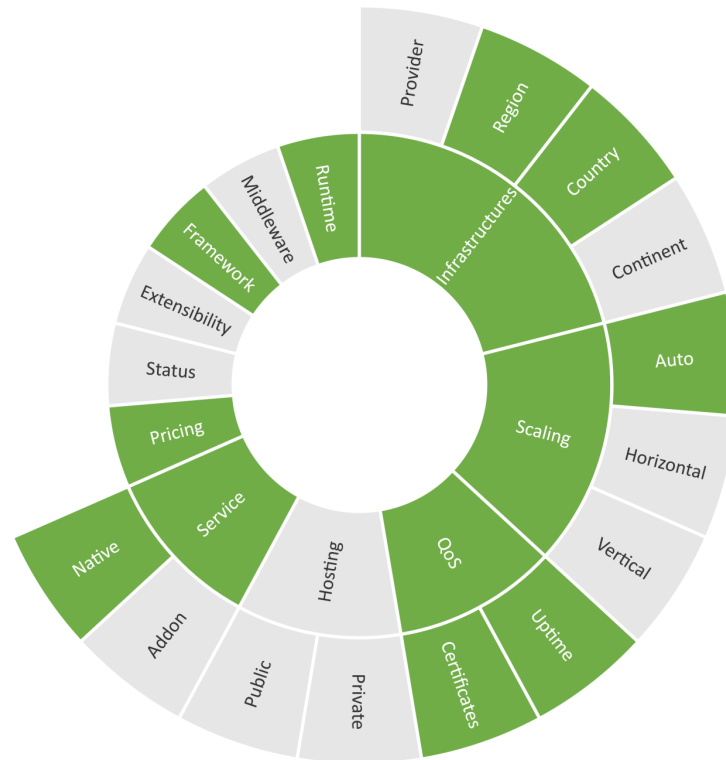 Provider
Region
Country
Continent
Infrastructures
Auto
Horizontal
Vertical
Scaling
Uptime
Certificates
QoS
Private
Public
Hosting
Addon
Native
Service
Pricing
Status
Extensibility
Framework
Middleware
Runtime